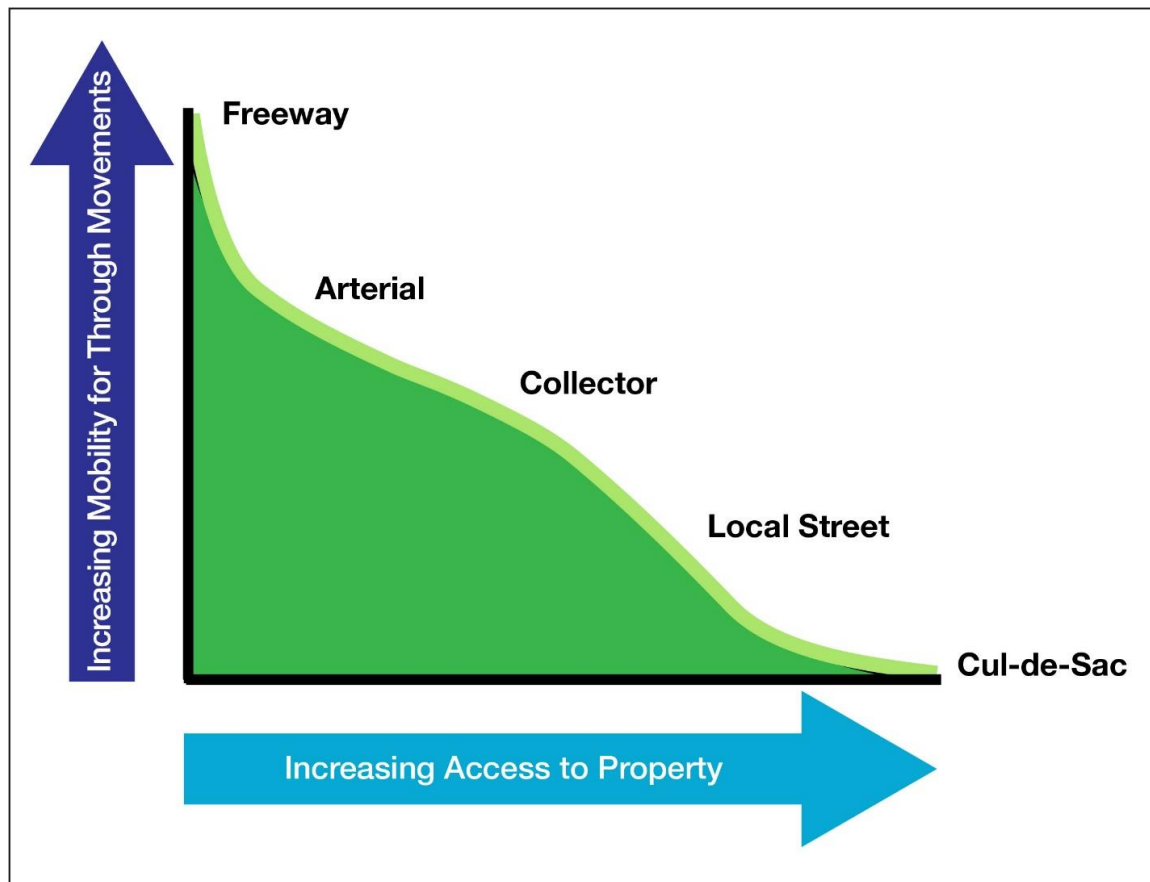 Increasing Mobility for Through Movements
Freeway
Arterial
Collector
Local Street
Cul-de-Sac
Increasing Access to Property